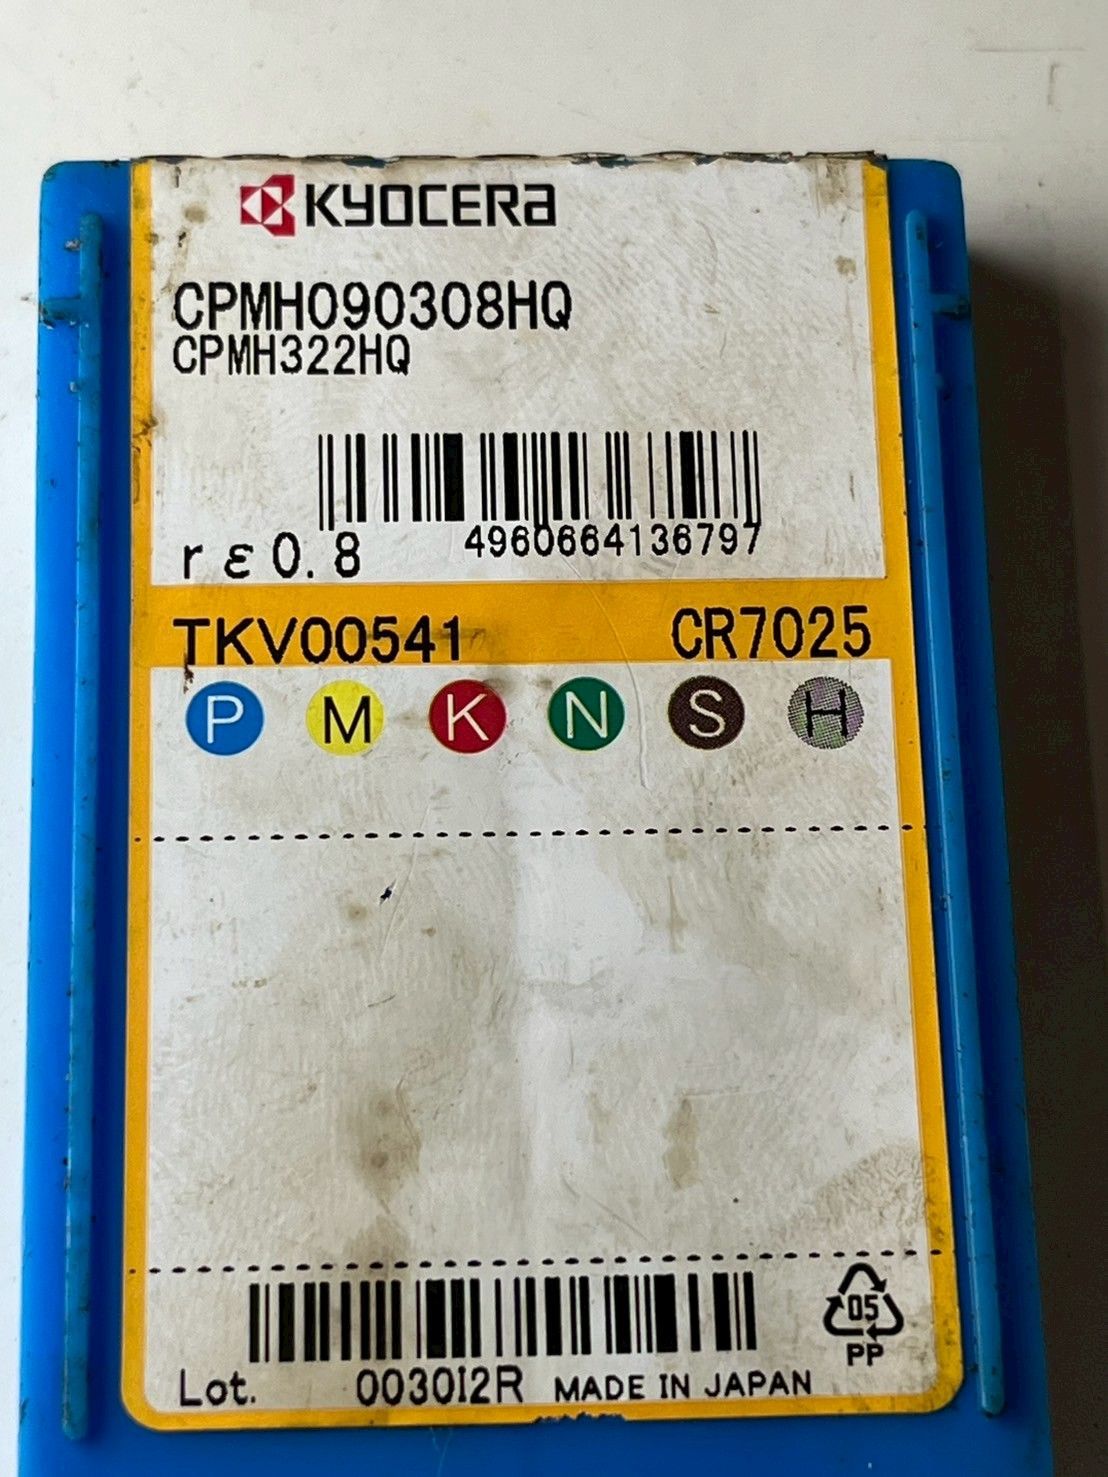 KYOCERA
CPMH090308HQ
CPMH322HQ
4960664136797
rε0.8
TKV00541 CR7025
P M K N S H
05
PP
Lot. 003012R MADE IN JAPAN